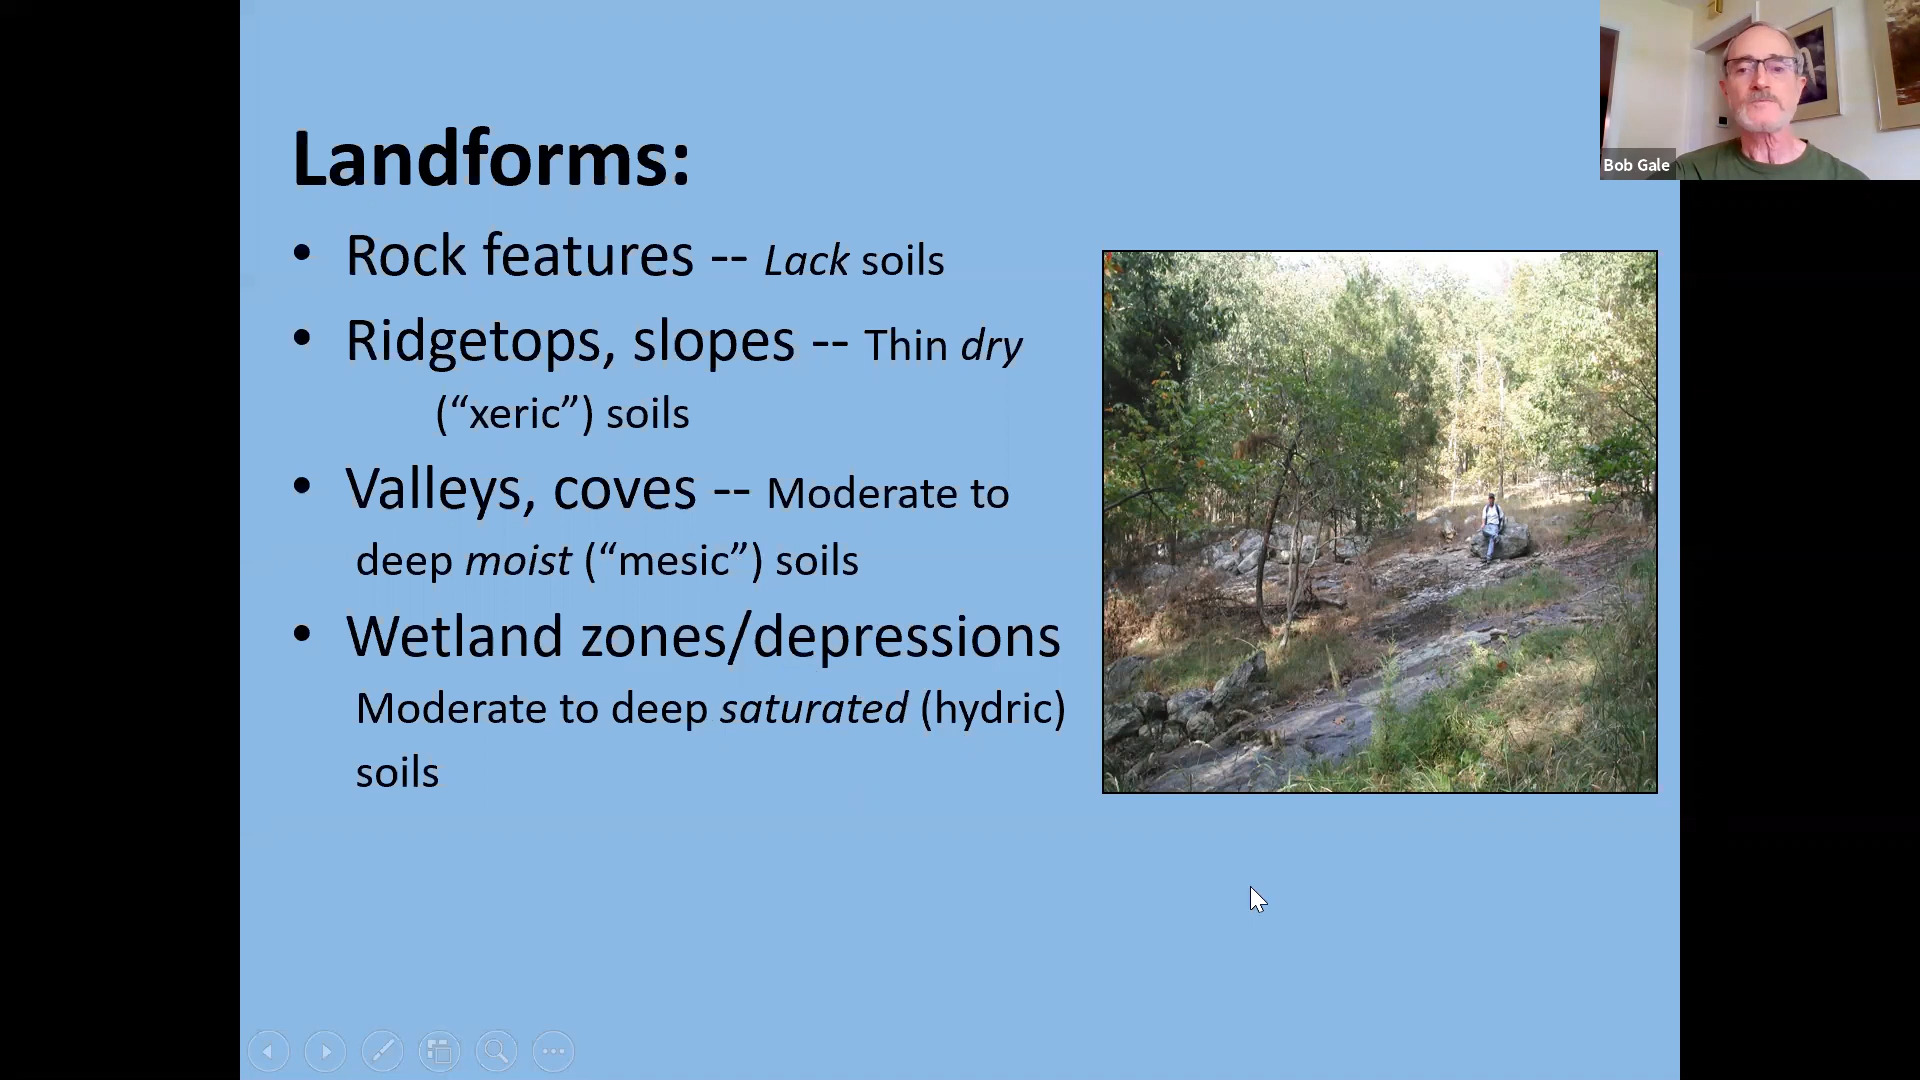 Landforms:
• Rock features -- Lack soils
• Ridgetops, slopes -- Thin dry
(“xeric”) soils
• Valleys, coves -- Moderate to
deep moist (“mesic”) soils
• Wetland zones/depressions
Moderate to deep saturated (hydric)
soils
Bob Gale